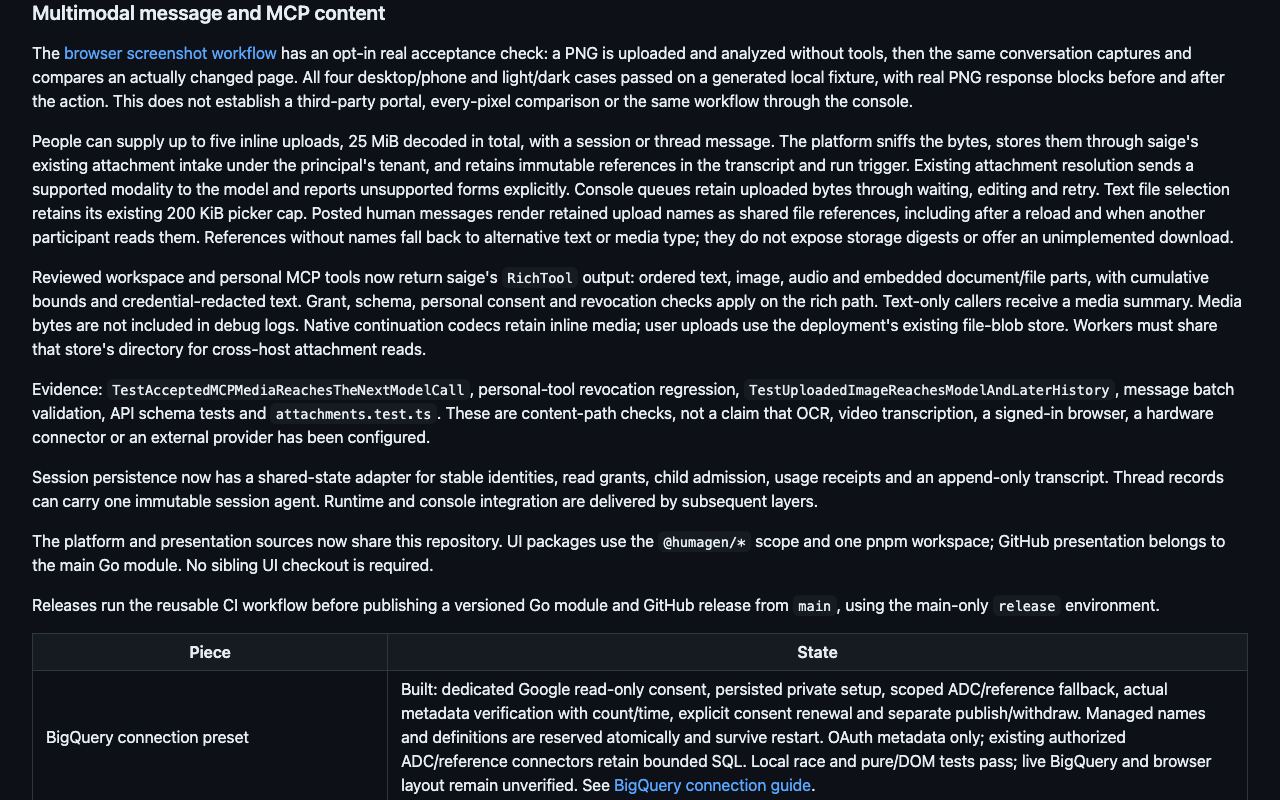 Multimodal message and MCP content
The browser screenshot workflow has an opt-in real acceptance check: a PNG is uploaded and analyzed without tools, then the same conversation captures and
compares an actually changed page. All four desktop/phone and light/dark cases passed on a generated local fixture, with real PNG response blocks before and after
the action. This does not establish a third-party portal, every-pixel comparison or the same workflow through the console.
People can supply up to five inline uploads, 25 MiB decoded in total, with a session or thread message. The platform sniffs the bytes, stores them through saige's
existing attachment intake under the principal's tenant, and retains immutable references in the transcript and run trigger. Existing attachment resolution sends a
supported modality to the model and reports unsupported forms explicitly. Console queues retain uploaded bytes through waiting, editing and retry. Text file selection
retains its existing 200 KiB picker cap. Posted human messages render retained upload names as shared file references, including after a reload and when another
participant reads them. References without names fall back to alternative text or media type; they do not expose storage digests or offer an unimplemented download.
Reviewed workspace and personal MCP tools now return saige's RichTool output: ordered text, image, audio and embedded document/file parts, with cumulative
bounds and credential-redacted text. Grant, schema, personal consent and revocation checks apply on the rich path. Text-only callers receive a media summary. Media
bytes are not included in debug logs. Native continuation codecs retain inline media; user uploads use the deployment's existing file-blob store. Workers must share
that store's directory for cross-host attachment reads.
Evidence: TestAcceptedMCPMediaReachesTheNextModelCall , personal-tool revocation regression, TestUploadedImageReachesModelAndLaterHistory , message batch
validation, API schema tests and attachments.test.ts . These are content-path checks, not a claim that OCR, video transcription, a signed-in browser, a hardware
connector or an external provider has been configured.
Session persistence now has a shared-state adapter for stable identities, read grants, child admission, usage receipts and an append-only transcript. Thread records
can carry one immutable session agent. Runtime and console integration are delivered by subsequent layers.
The platform and presentation sources now share this repository. UI packages use the @humagen/* scope and one pnpm workspace; GitHub presentation belongs to
the main Go module. No sibling UI checkout is required.
Releases run the reusable CI workflow before publishing a versioned Go module and GitHub release from main , using the main-only release environment.
Piece State
BigQuery connection preset
Built: dedicated Google read-only consent, persisted private setup, scoped ADC/reference fallback, actual
metadata verification with count/time, explicit consent renewal and separate publish/withdraw. Managed names
and definitions are reserved atomically and survive restart. OAuth metadata only; existing authorized
ADC/reference connectors retain bounded SQL. Local race and pure/DOM tests pass; live BigQuery and browser
layout remain unverified. See BigQuery connection guide.